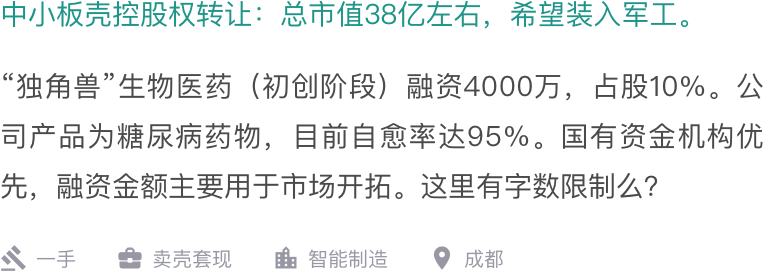 中小板壳控股权转让：总市值38亿左右，希望装入军工。
“独角兽”生物医药（初创阶段）融资4000万，占股10%。公
司产品为糖尿病药物，目前自愈率达95%。国有资金机构优
先，融资金额主要用于市场开拓。这里有字数限制么？
一手 卖壳套现 智能制造 成都